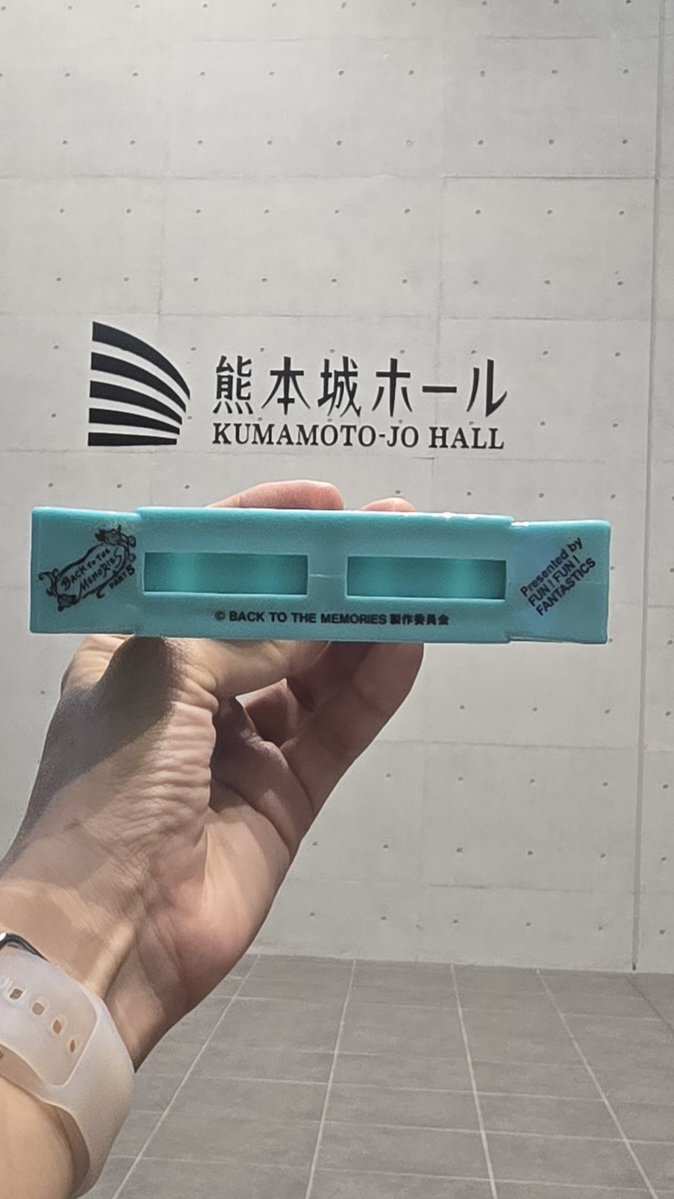 熊本城ホール
KUMAMOTO-JO HALL
BACK TO THE
MEMORIES
PART5
© BACK TO THE MEMORIES 製作委員会
Presented by
FUN! FUN!
FANTASTICS